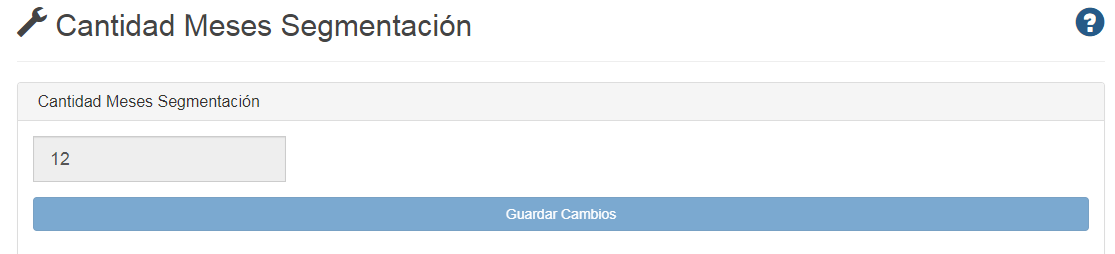 Cantidad Meses Segmentación
?
Cantidad Meses Segmentación
12
Guardar Cambios